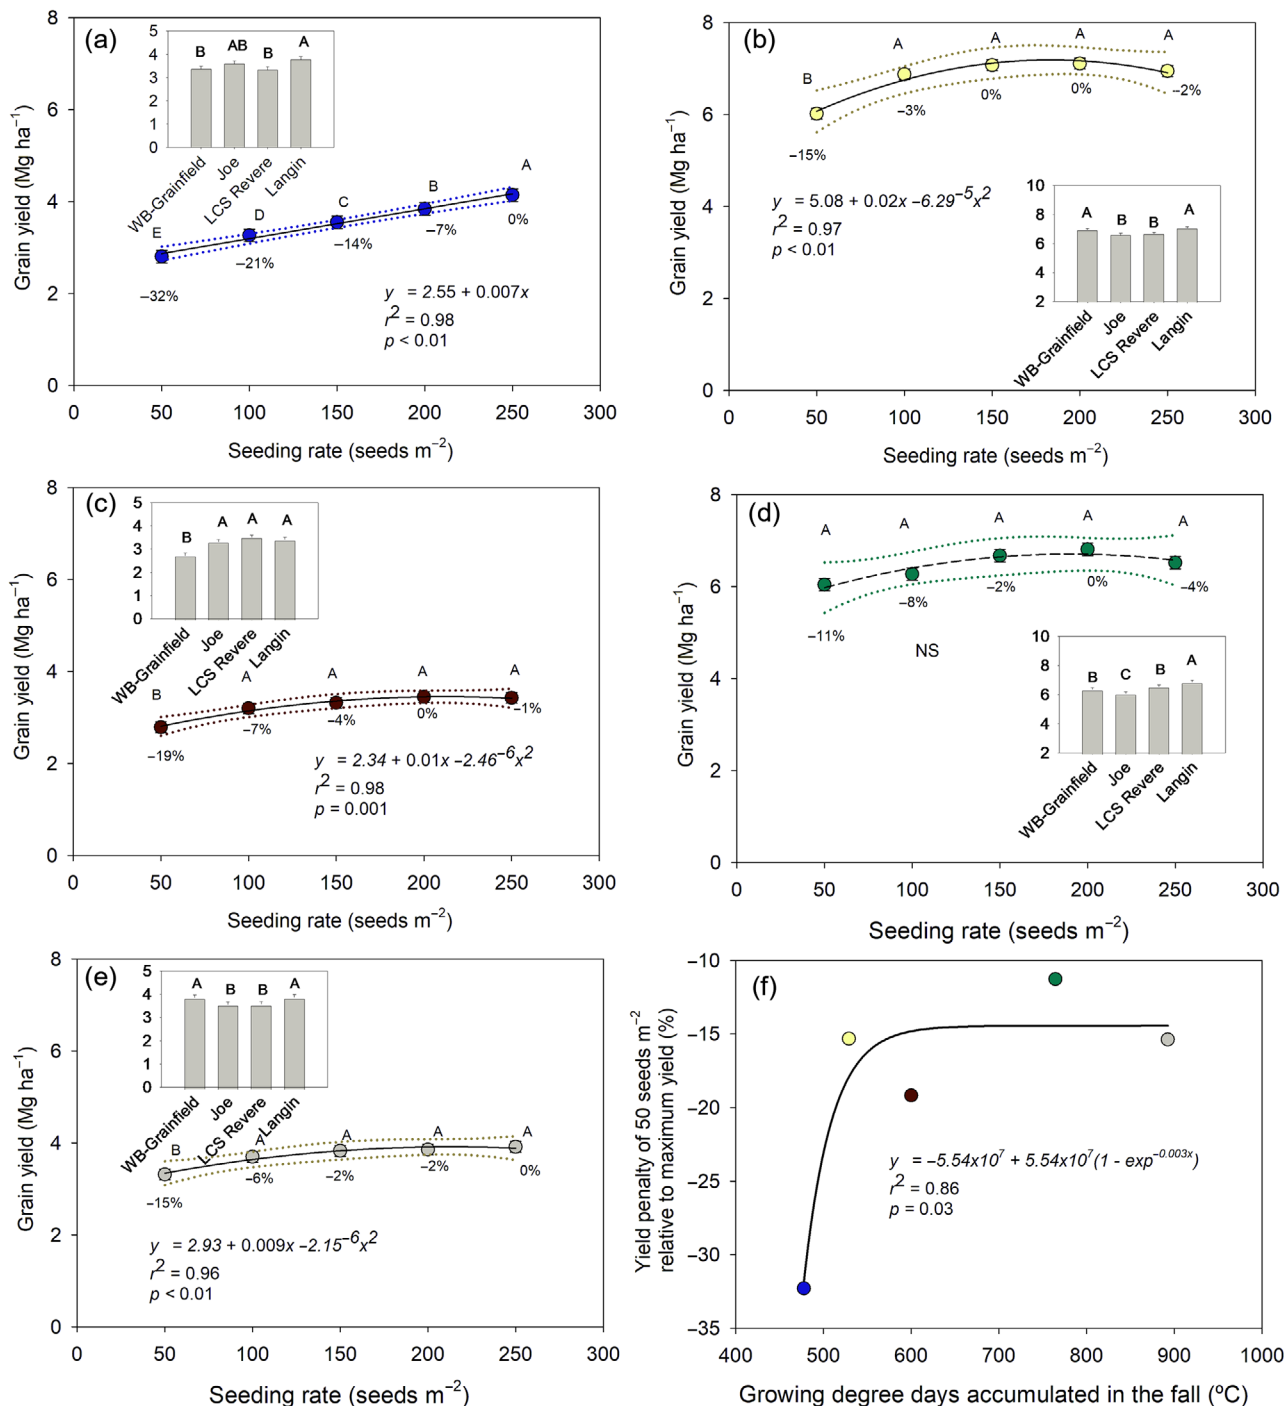 (a)
Grain yield (Mg ha⁻¹)
8
6
4
2
0
5
4
3
2
1
0
B AB B A
WB-Grainfield
Joe
LCS Revere
Langin
E D C B A
−32% −21% −14% −7% 0%
y = 2.55 + 0.007x
r² = 0.98
p < 0.01
0 50 100 150 200 250 300
Seeding rate (seeds m⁻²)
(b)
Grain yield (Mg ha⁻¹)
8
6
4
2
0
B A A A A
−15% −3% 0% 0% −2%
y = 5.08 + 0.02x −6.29⁻⁵x²
r² = 0.97
p < 0.01
10
8
6
4
2
A B B A
WB-Grainfield
Joe
LCS Revere
Langin
0 50 100 150 200 250 300
Seeding rate (seeds m⁻²)
(c)
Grain yield (Mg ha⁻¹)
8
6
4
2
0
5
4
3
2
1
0
B A A A
WB-Grainfield
Joe
LCS Revere
Langin
B A A A A
−19% −7% −4% 0% −1%
y = 2.34 + 0.01x −2.46⁻⁶x²
r² = 0.98
p = 0.001
0 50 100 150 200 250 300
Seeding rate (seeds m⁻²)
(d)
Grain yield (Mg ha⁻¹)
8
6
4
2
0
A A A A A
−11% −8% −2% 0% −4%
NS
10
8
6
4
2
B C B A
WB-Grainfield
Joe
LCS Revere
Langin
0 50 100 150 200 250 300
Seeding rate (seeds m⁻²)
(e)
Grain yield (Mg ha⁻¹)
8
6
4
2
0
5
4
3
2
1
0
A B B A
WB-Grainfield
Joe
LCS Revere
Langin
B A A A A
−15% −6% −2% −2% 0%
y = 2.93 + 0.009x −2.15⁻⁶x²
r² = 0.96
p < 0.01
0 50 100 150 200 250 300
Seeding rate (seeds m⁻²)
(f)
Yield penalty of 50 seeds m⁻²
relative to maximum yield (%)
−10
−15
−20
−25
−30
−35
y = −5.54x10⁷ + 5.54x10⁷(1 - exp⁻⁰·⁰⁰³ˣ)
r² = 0.86
p = 0.03
400 500 600 700 800 900 1000
Growing degree days accumulated in the fall (ºC)